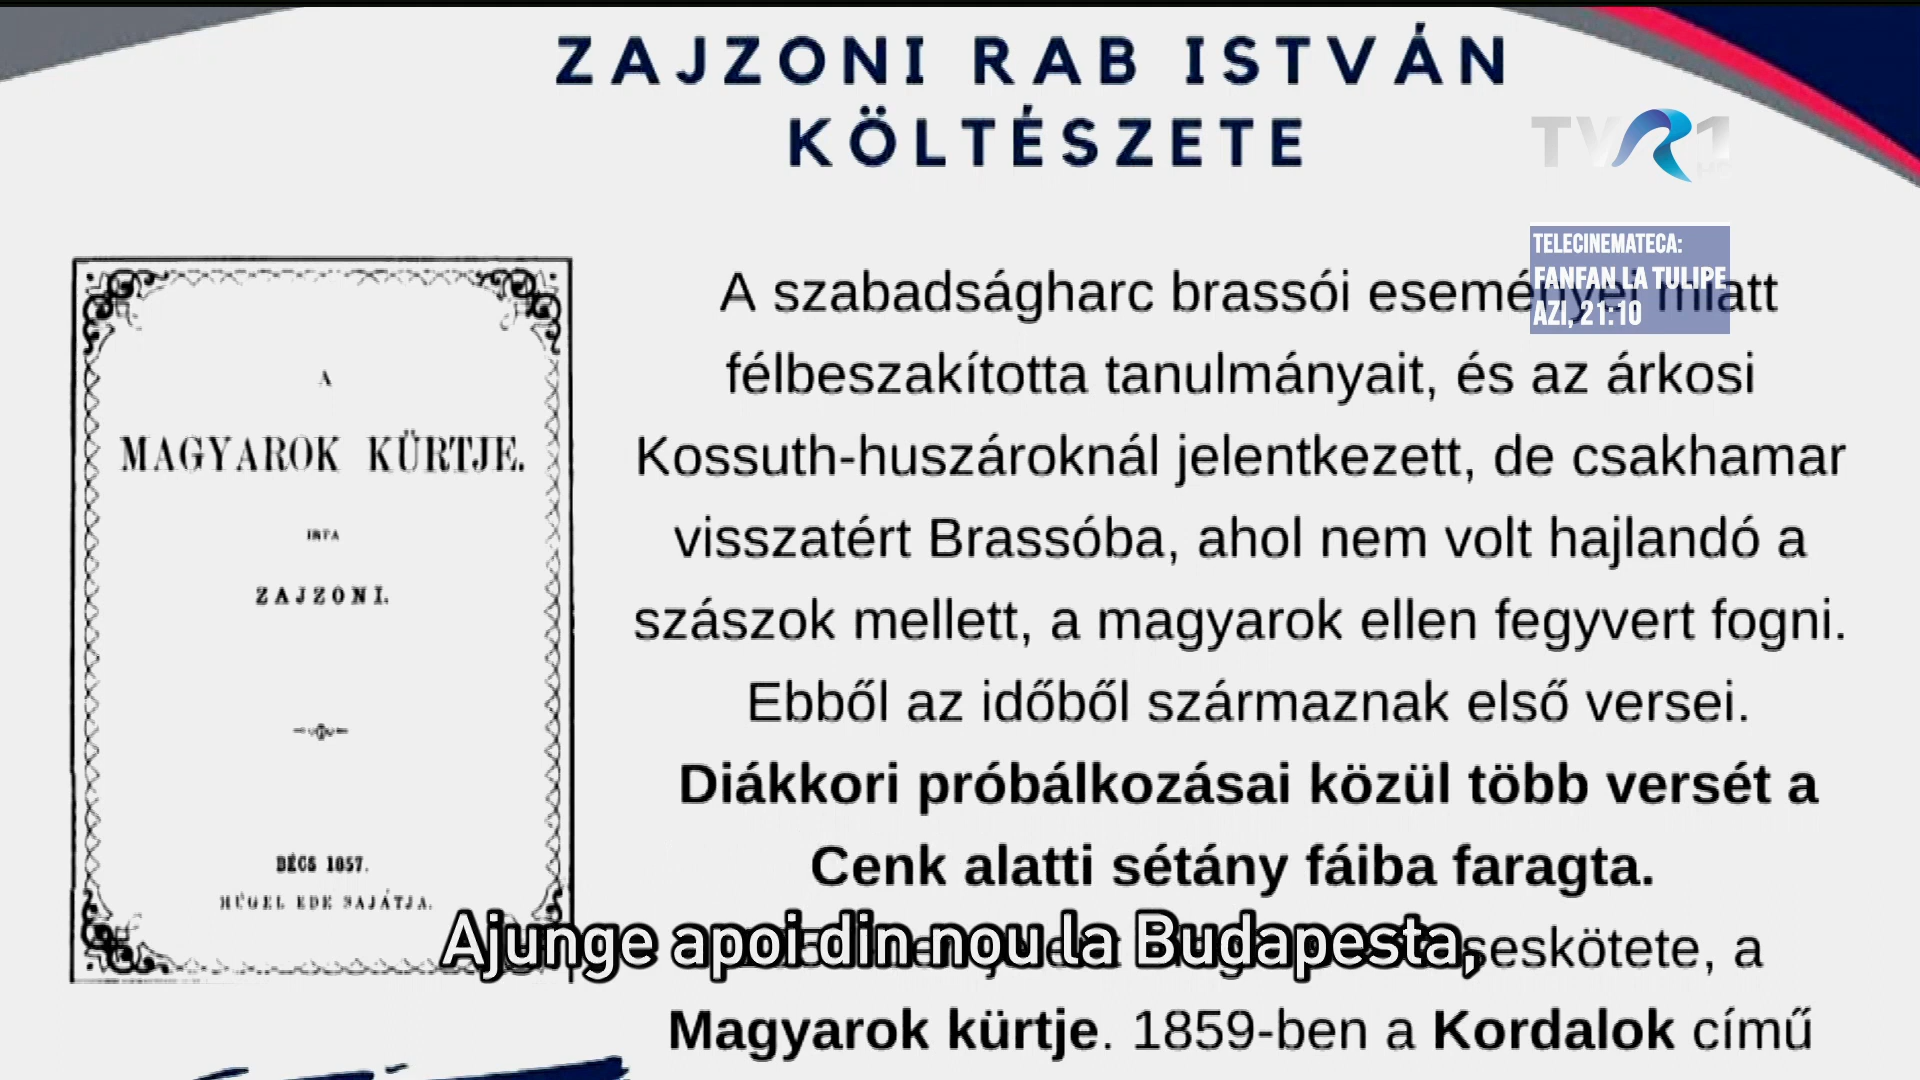 ZAJZONI RAB ISTVÁN
KÖLTÉSZETE
TVR1
TELECINEMATECA:
FANFAN LA TULIPE
AZI, 21:10
A
MAGYAROK KÜRTJE.
IRTA
ZAJZONI.
BÉCS 1857.
HÜGEL EDE SAJÁTJA.
A szabadságharc brassói eseményei miatt
félbeszakította tanulmányait, és az árkosi
Kossuth-huszároknál jelentkezett, de csakhamar
visszatért Brassóba, ahol nem volt hajlandó a
szászok mellett, a magyarok ellen fegyvert fogni.
Ebből az időből származnak első versei.
Diákkori próbálkozásai közül több versét a
Cenk alatti sétány fáiba faragta.
a
Magyarok kürtje. 1859-ben a Kordalok című
Ajunge apoi din nou la Budapesta,